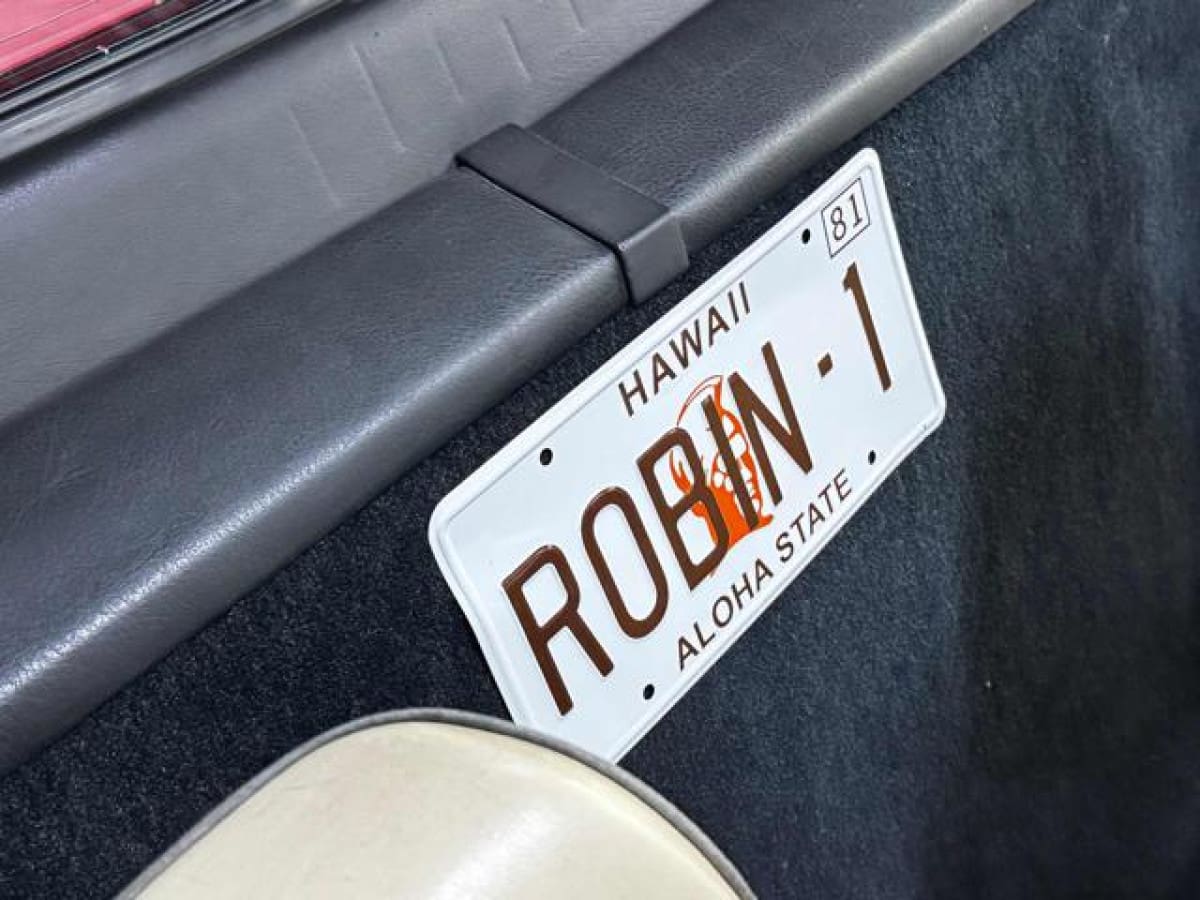 81
HAWAII
ROBIN-1
ALOHA STATE